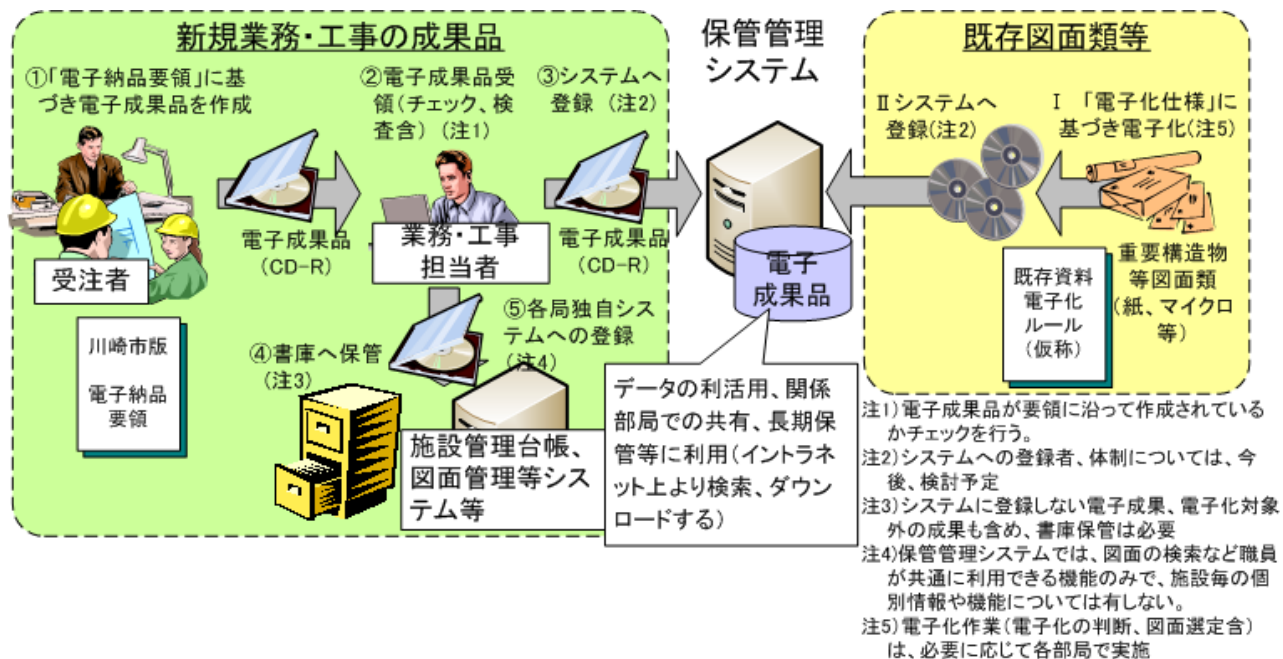 新規業務・工事の成果品
①「電子納品要領」に基
づき電子成果品を作成
②電子成果品受
領(チェック、検
査含)(注1)
③システムへ
登録 (注2)
電子成果品
(CD-R)
電子成果品
(CD-R)
受注者
業務・工事
担当者
川崎市版
電子納品
要領
④書庫へ保管
(注3)
⑤各局独自シス
テムへの登録
(注4)
施設管理台帳、
図面管理等シス
テム等
保管管理
システム
電子
成果品
データの利活用、関係
部局での共有、長期保
管等に利用(イントラネ
ット上より検索、ダウン
ロードする)
既存図面類等
Ⅱシステムへ
登録(注2)
Ⅰ 「電子化仕様」に
基づき電子化(注5)
既存資料
電子化
ルール
(仮称)
重要構造物
等図面類
(紙、マイクロ
等)
注1)電子成果品が要領に沿って作成されている
かチェックを行う。
注2)システムへの登録者、体制については、今
後、検討予定
注3)システムに登録しない電子成果、電子化対象
外の成果も含め、書庫保管は必要
注4)保管管理システムでは、図面の検索など職員
が共通に利用できる機能のみで、施設毎の個
別情報や機能については有しない。
注5)電子化作業(電子化の判断、図面選定含)
は、必要に応じて各部局で実施